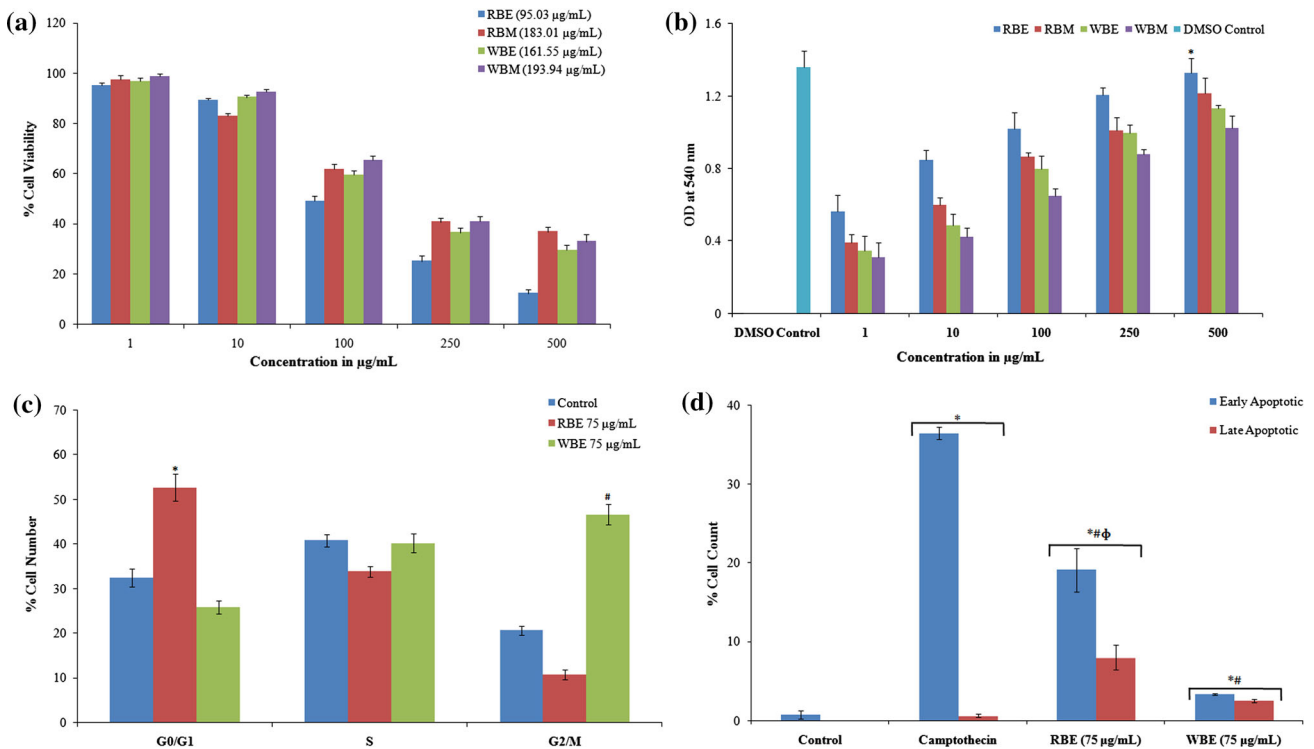 (a)
RBE (95.03 µg/mL)
RBM (183.01 µg/mL)
WBE (161.55 µg/mL)
WBM (193.94 µg/mL)
120
100
80
60
40
20
0
% Cell Viability
1 10 100 250 500
Concentration in µg/mL
(b)
RBE RBM WBE WBM DMSO Control
1.6
1.2
0.8
0.4
0
OD at 540 nm
*
DMSO Control 1 10 100 250 500
Concentration in µg/mL
(c)
Control
RBE 75 µg/mL
WBE 75 µg/mL
70
60
50
40
30
20
10
0
% Cell Number
*
#
G0/G1 S G2/M
(d)
Early Apoptotic
Late Apoptotic
40
30
20
10
0
% Cell Count
*
*#ф
*#
Control Camptothecin RBE (75 µg/mL) WBE (75 µg/mL)